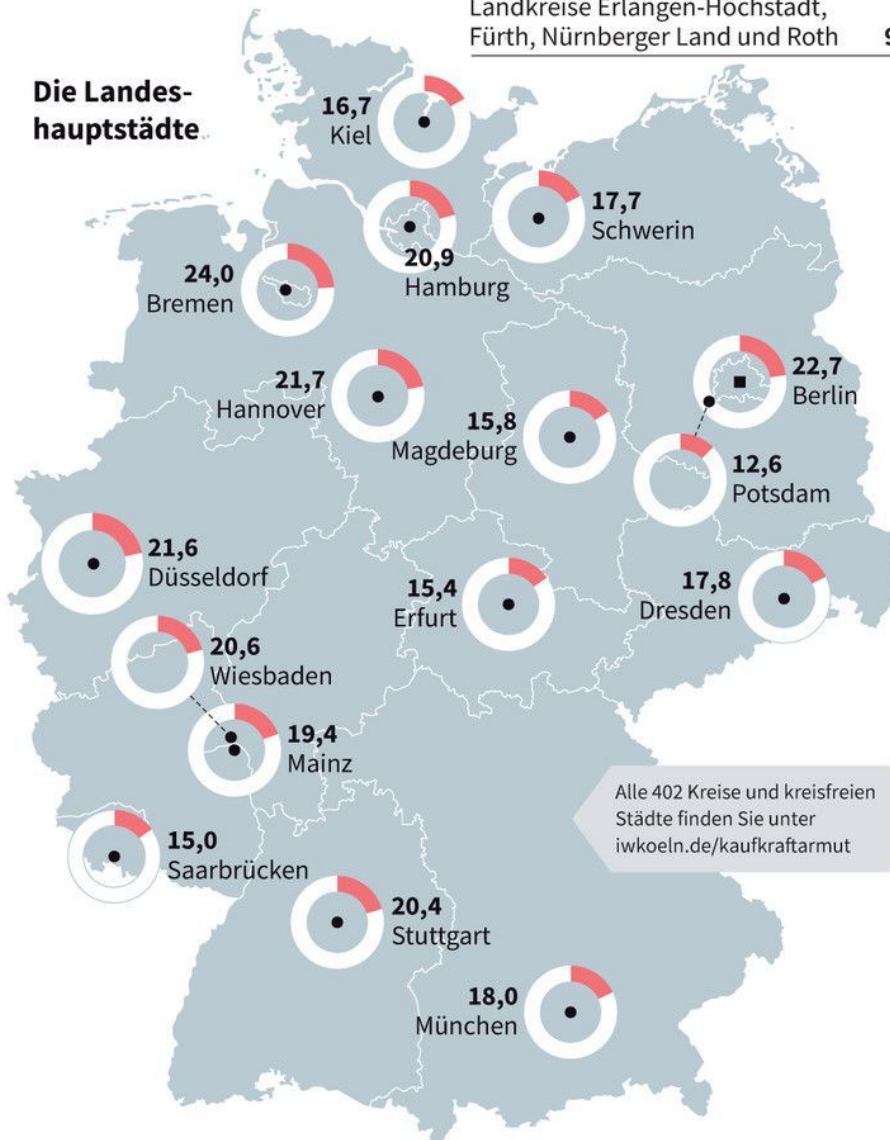 Landkreise Erlangen-Höchstadt,
Fürth, Nürnberger Land und Roth
Die Landes-
hauptstädte
16,7
Kiel
17,7
Schwerin
20,9
Hamburg
24,0
Bremen
21,7
Hannover
22,7
Berlin
15,8
Magdeburg
12,6
Potsdam
21,6
Düsseldorf
15,4
Erfurt
17,8
Dresden
20,6
Wiesbaden
19,4
Mainz
Alle 402 Kreise und kreisfreien
Städte finden Sie unter
iwkoeln.de/kaufkraftarmut
15,0
Saarbrücken
20,4
Stuttgart
18,0
München